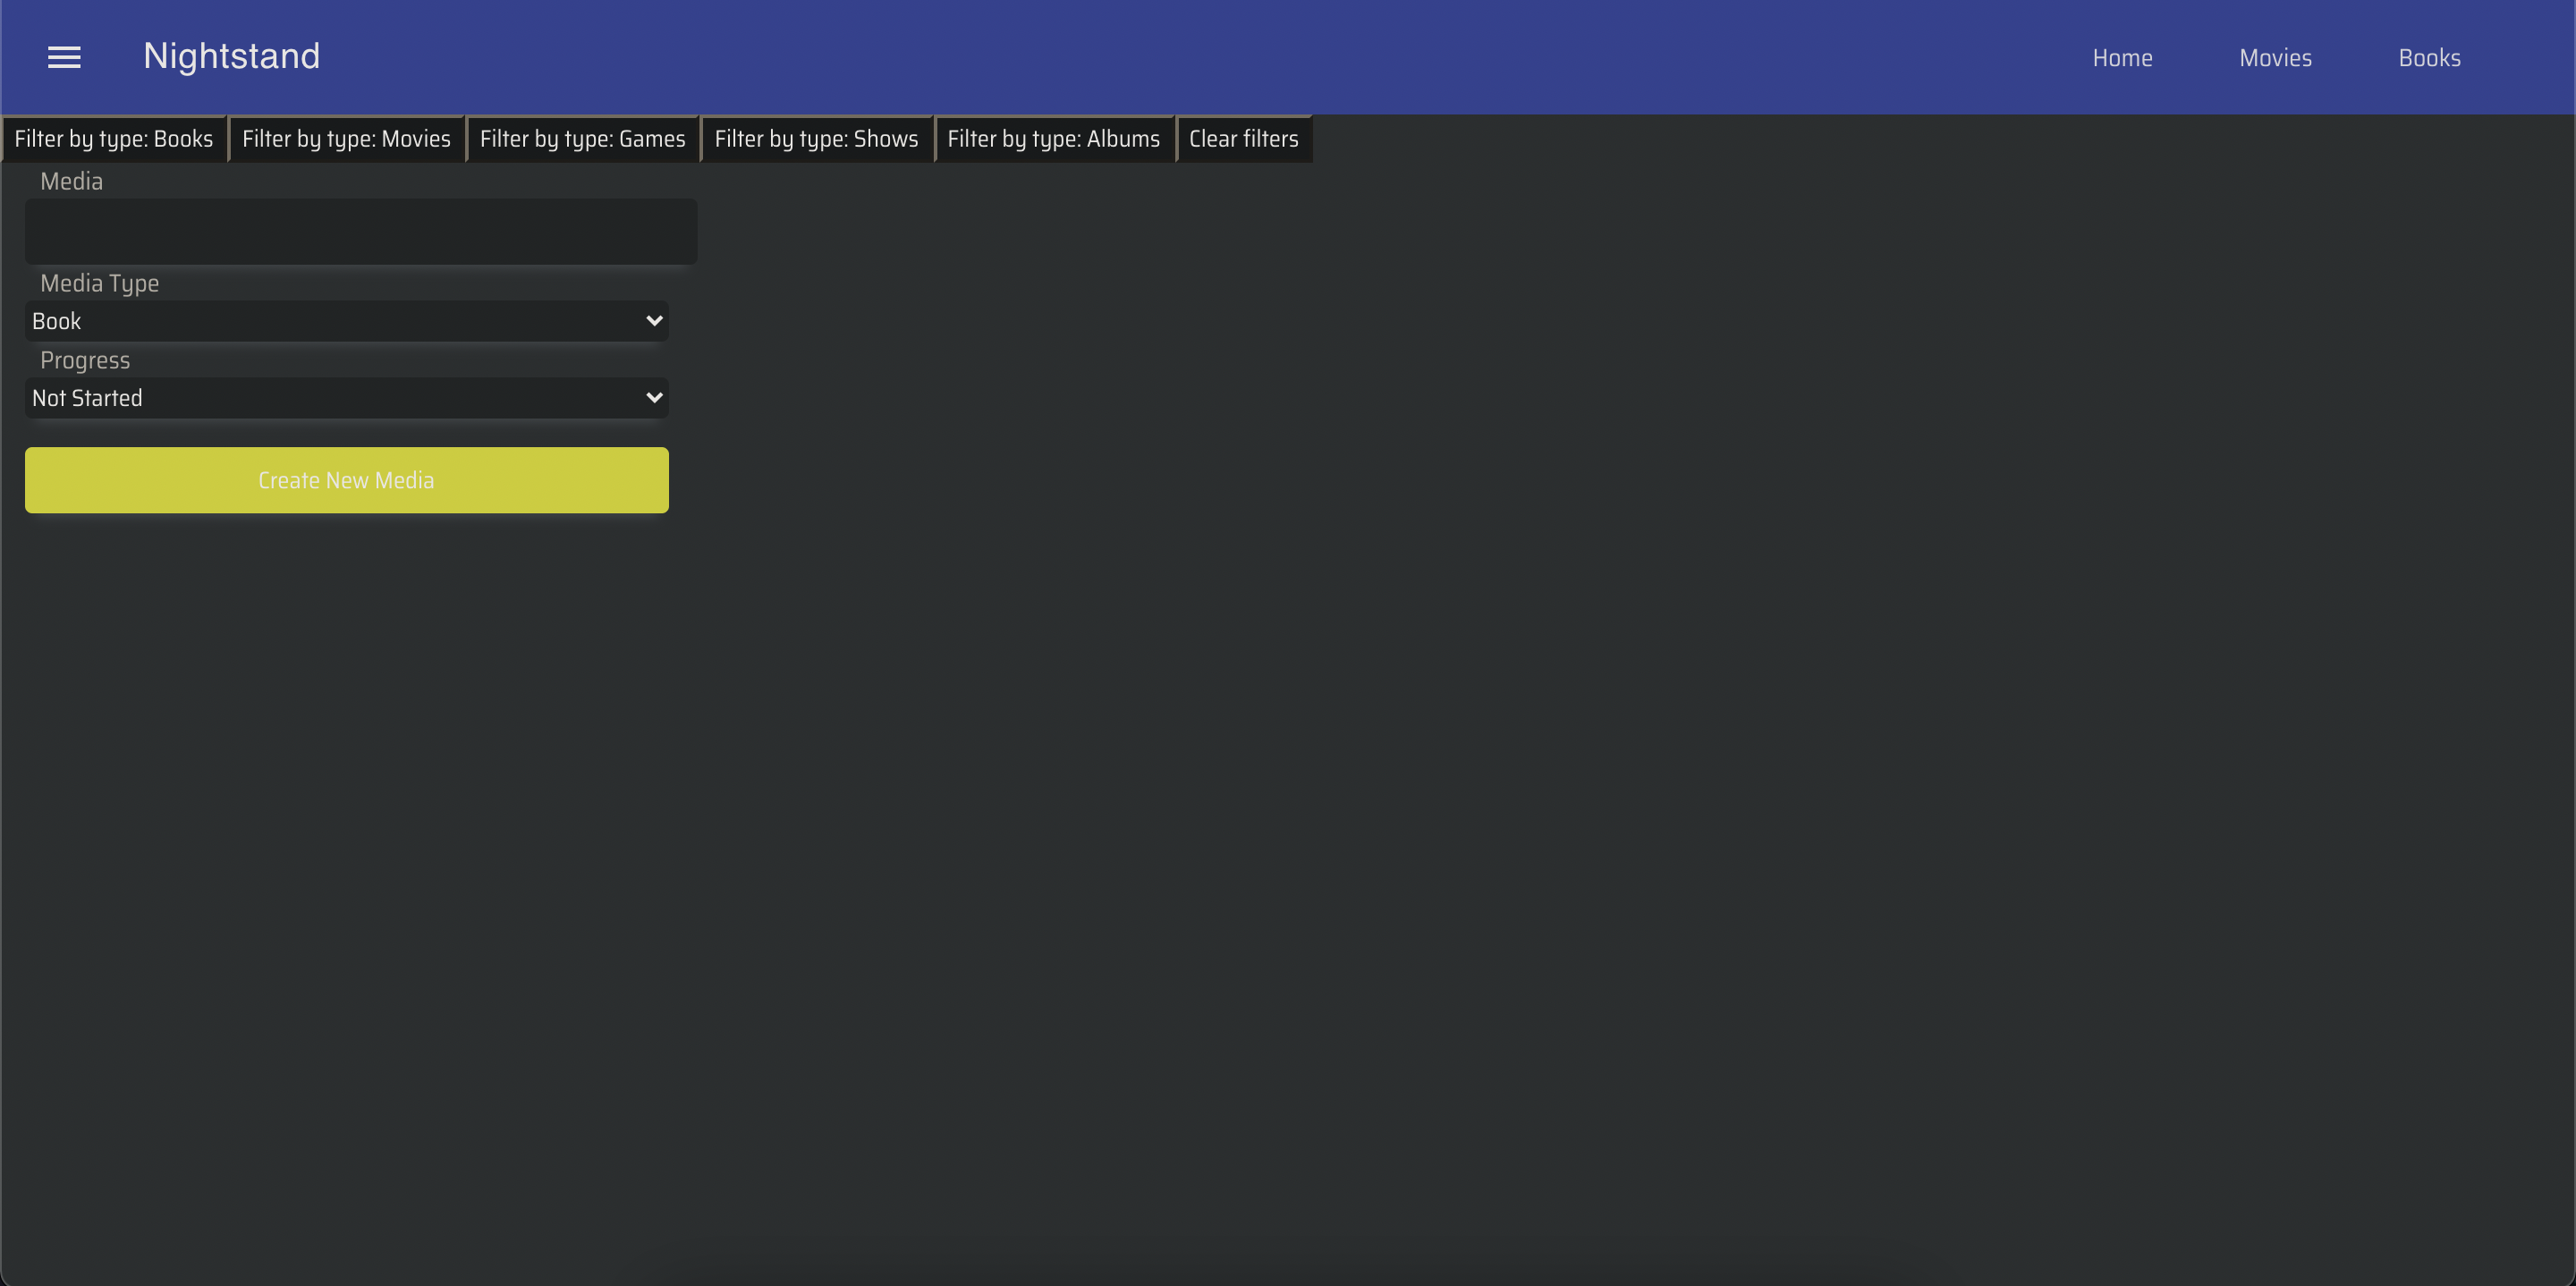 Nightstand Home Movies Books
Filter by type: Books Filter by type: Movies Filter by type: Games Filter by type: Shows Filter by type: Albums Clear filters
Media
Media Type
Book
Progress
Not Started
Create New Media